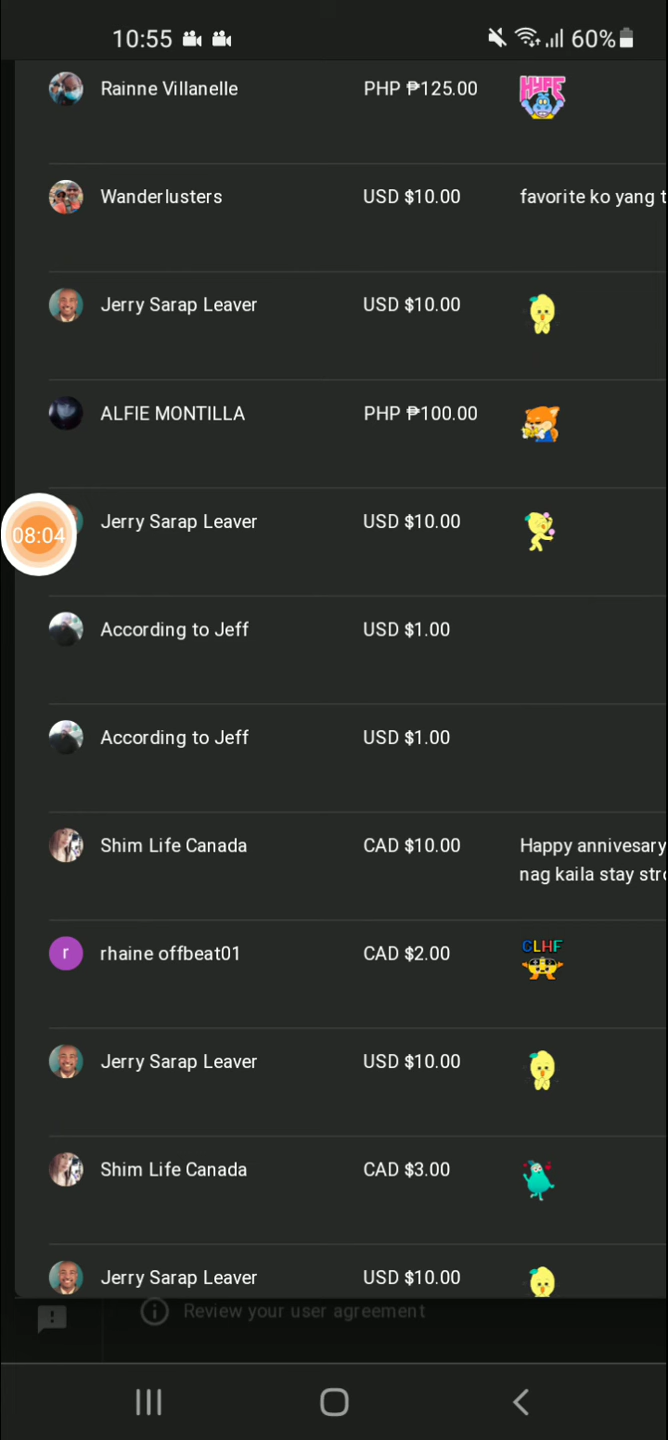 10:55 60%
Rainne Villanelle PHP ₱125.00 HYPE
Wanderlusters USD $10.00 favorite ko yang t
Jerry Sarap Leaver USD $10.00
ALFIE MONTILLA PHP ₱100.00
08:04 Jerry Sarap Leaver USD $10.00
According to Jeff USD $1.00
According to Jeff USD $1.00
Shim Life Canada CAD $10.00 Happy annivesary
nag kaila stay str
r rhaine offbeat01 CAD $2.00 CLHF
Jerry Sarap Leaver USD $10.00
Shim Life Canada CAD $3.00
Jerry Sarap Leaver USD $10.00
Review your user agreement